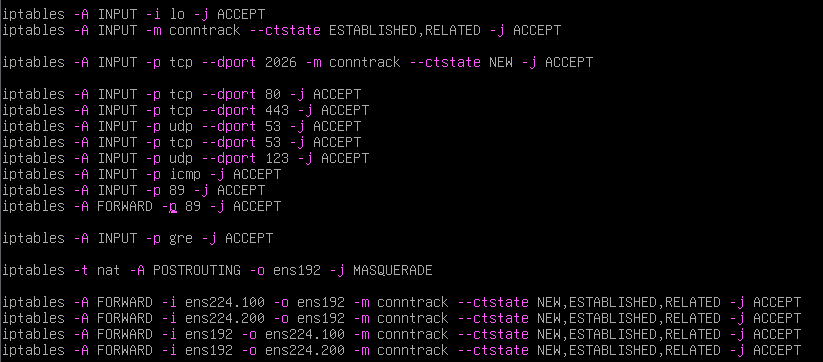 iptables -A INPUT -i lo -j ACCEPT
iptables -A INPUT -m conntrack --ctstate ESTABLISHED,RELATED -j ACCEPT
iptables -A INPUT -p tcp --dport 2026 -m conntrack --ctstate NEW -j ACCEPT
iptables -A INPUT -p tcp --dport 80 -j ACCEPT
iptables -A INPUT -p tcp --dport 443 -j ACCEPT
iptables -A INPUT -p udp --dport 53 -j ACCEPT
iptables -A INPUT -p tcp --dport 53 -j ACCEPT
iptables -A INPUT -p udp --dport 123 -j ACCEPT
iptables -A INPUT -p icmp -j ACCEPT
iptables -A INPUT -p 89 -j ACCEPT
iptables -A FORWARD -p 89 -j ACCEPT
iptables -A INPUT -p gre -j ACCEPT
iptables -t nat -A POSTROUTING -o ens192 -j MASQUERADE
iptables -A FORWARD -i ens224.100 -o ens192 -m conntrack --ctstate NEW,ESTABLISHED,RELATED -j ACCEPT
iptables -A FORWARD -i ens224.200 -o ens192 -m conntrack --ctstate NEW,ESTABLISHED,RELATED -j ACCEPT
iptables -A FORWARD -i ens192 -o ens224.100 -m conntrack --ctstate NEW,ESTABLISHED,RELATED -j ACCEPT
iptables -A FORWARD -i ens192 -o ens224.200 -m conntrack --ctstate NEW,ESTABLISHED,RELATED -j ACCEPT